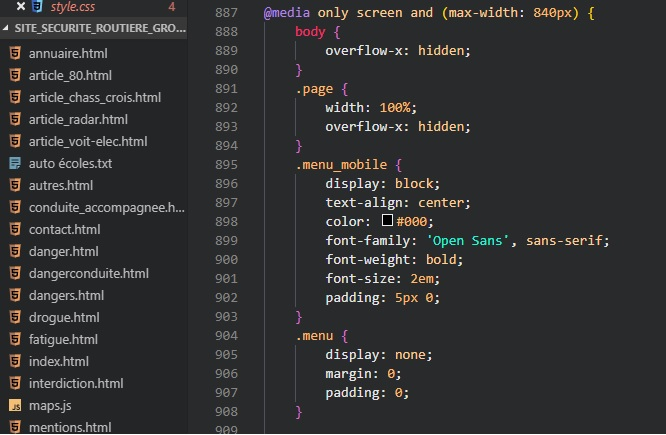 style.css 4
SITE_SECURITE_ROUTIERE_GRO...
annuaire.html
article_80.html
article_chass_crois.html
article_radar.html
article_voit-elec.html
auto écoles.txt
autres.html
conduite_accompagnee.h...
contact.html
danger.html
dangerconduite.html
dangers.html
drogue.html
fatigue.html
index.html
interdiction.html
JS maps.js
mentions.html
887 @media only screen and (max-width: 840px) {
888 body {
889 overflow-x: hidden;
890 }
891 .page {
892 width: 100%;
893 overflow-x: hidden;
894 }
895 .menu_mobile {
896 display: block;
897 text-align: center;
898 color: #000;
899 font-family: 'Open Sans', sans-serif;
900 font-weight: bold;
901 font-size: 2em;
902 padding: 5px 0;
903 }
904 .menu {
905 display: none;
906 margin: 0;
907 padding: 0;
908 }
909